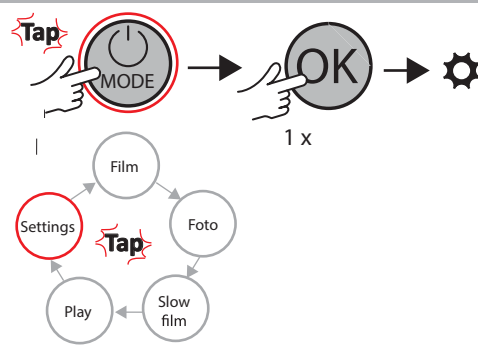 Tap
MODE
OK
1 x
Film
Settings
Foto
Tap
Play
Slow
film